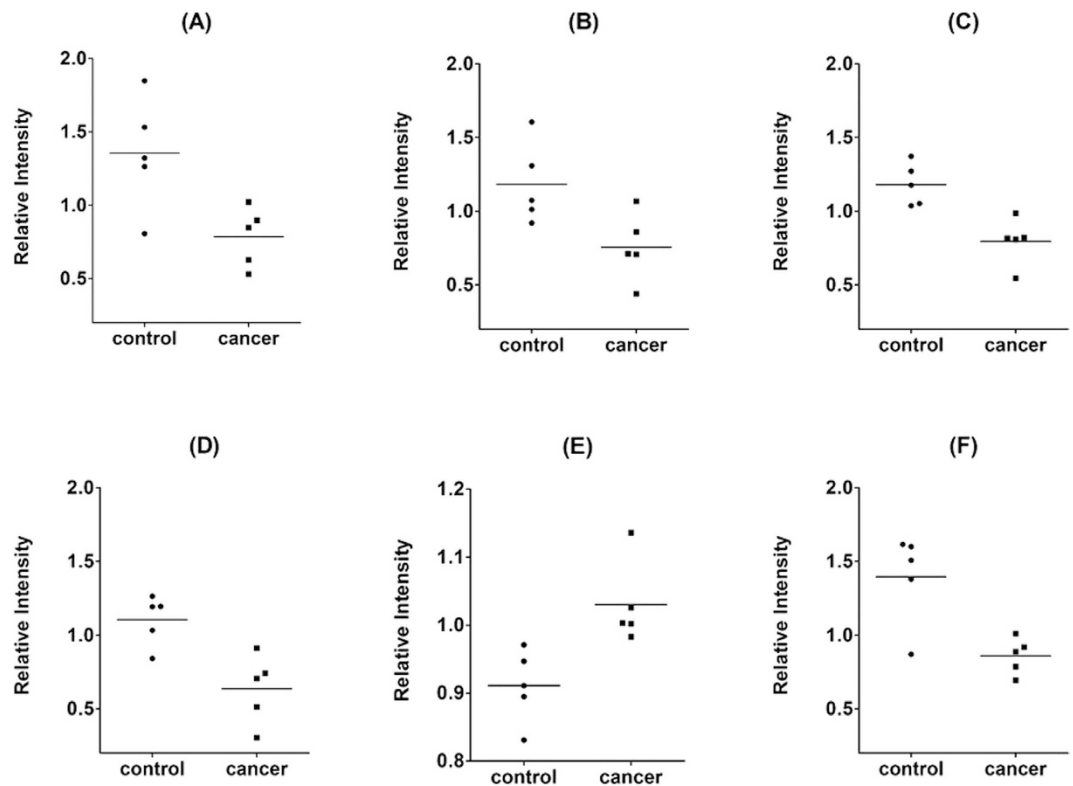 (A)
Relative Intensity
2.0
1.5
1.0
0.5
control cancer
(B)
Relative Intensity
2.0
1.5
1.0
0.5
control cancer
(C)
Relative Intensity
2.0
1.5
1.0
0.5
control cancer
(D)
Relative Intensity
2.0
1.5
1.0
0.5
control cancer
(E)
Relative Intensity
1.2
1.1
1.0
0.9
0.8
control cancer
(F)
Relative Intensity
2.0
1.5
1.0
0.5
control cancer